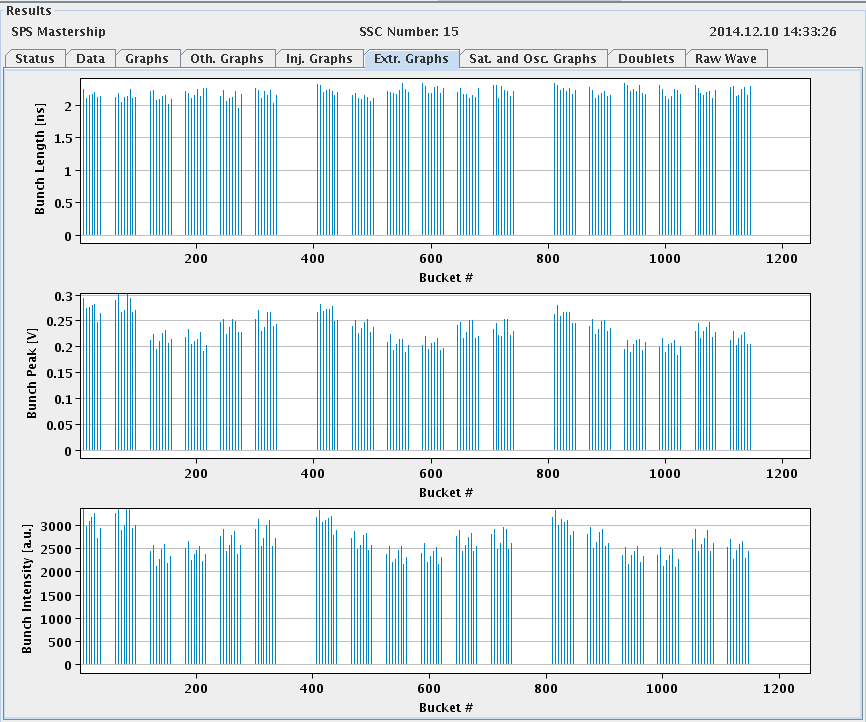 Results
SPS Mastership SSC Number: 15 2014.12.10 14:33:26
Status Data Graphs Oth. Graphs Inj. Graphs Extr. Graphs Sat. and Osc. Graphs Doublets Raw Wave
Bunch Length [ns]
2
1.5
1
0.5
0
200 400 600 800 1000 1200
Bucket #
Bunch Peak [V]
0.3
0.25
0.2
0.15
0.1
0.05
0
200 400 600 800 1000 1200
Bucket #
Bunch Intensity [a.u.]
3000
2500
2000
1500
1000
500
0
200 400 600 800 1000 1200
Bucket #